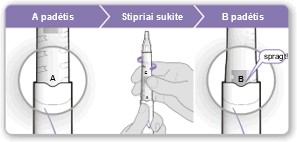 A padėtis
Stipriai sukite
B padėtis
spragt!
A
C
B